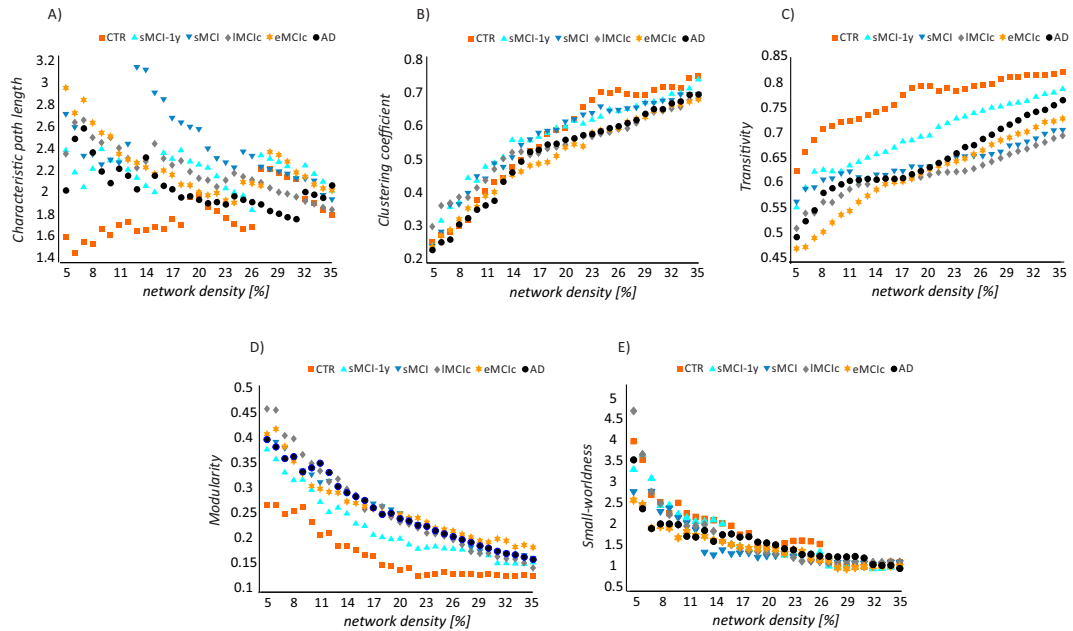 A)
CTR sMCI-1y sMCI lMCIc eMCIc AD
3.2
3
2.8
2.6
2.4
2.2
2
1.8
1.6
1.4
Characteristic path length
5 8 11 14 17 20 23 26 29 32 35
network density [%]
B)
CTR sMCI-1y sMCI lMCIc eMCIc AD
0.8
0.7
0.6
0.5
0.4
0.3
0.2
Clustering coefficient
5 8 11 14 17 20 23 26 29 32 35
network density [%]
C)
CTR sMCI-1y sMCI lMCIc eMCIc AD
0.85
0.8
0.75
0.7
0.65
0.6
0.55
0.5
0.45
Transitivity
5 8 11 14 17 20 23 26 29 32 35
network density [%]
D)
CTR sMCI-1y sMCI lMCIc eMCIc AD
0.5
0.45
0.4
0.35
0.3
0.25
0.2
0.15
0.1
Modularity
5 8 11 14 17 20 23 26 29 32 35
network density [%]
E)
CTR sMCI-1y sMCI lMCIc eMCIc AD
5
4.5
4
3.5
3
2.5
2
1.5
1
0.5
Small-worldness
5 8 11 14 17 20 23 26 29 32 35
network density [%]